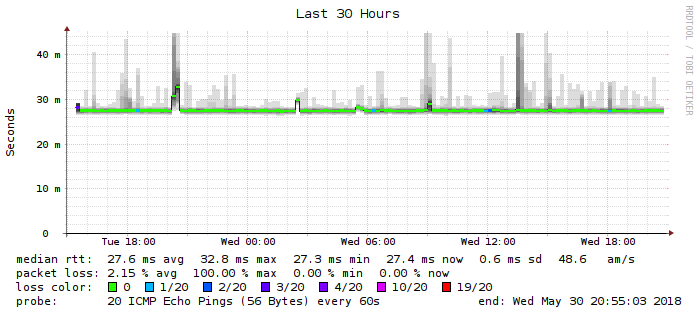 Last 30 Hours
RRDTOOL / TOBI OETIKER
Seconds
40 m
30 m
20 m
10 m
0
Tue 18:00 Wed 00:00 Wed 06:00 Wed 12:00 Wed 18:00
median rtt: 27.6 ms avg 32.8 ms max 27.3 ms min 27.4 ms now 0.6 ms sd 48.6 am/s
packet loss: 2.15 % avg 100.00 % max 0.00 % min 0.00 % now
loss color: 0 1/20 2/20 3/20 4/20 10/20 19/20
probe: 20 ICMP Echo Pings (56 Bytes) every 60s end: Wed May 30 20:55:03 2018